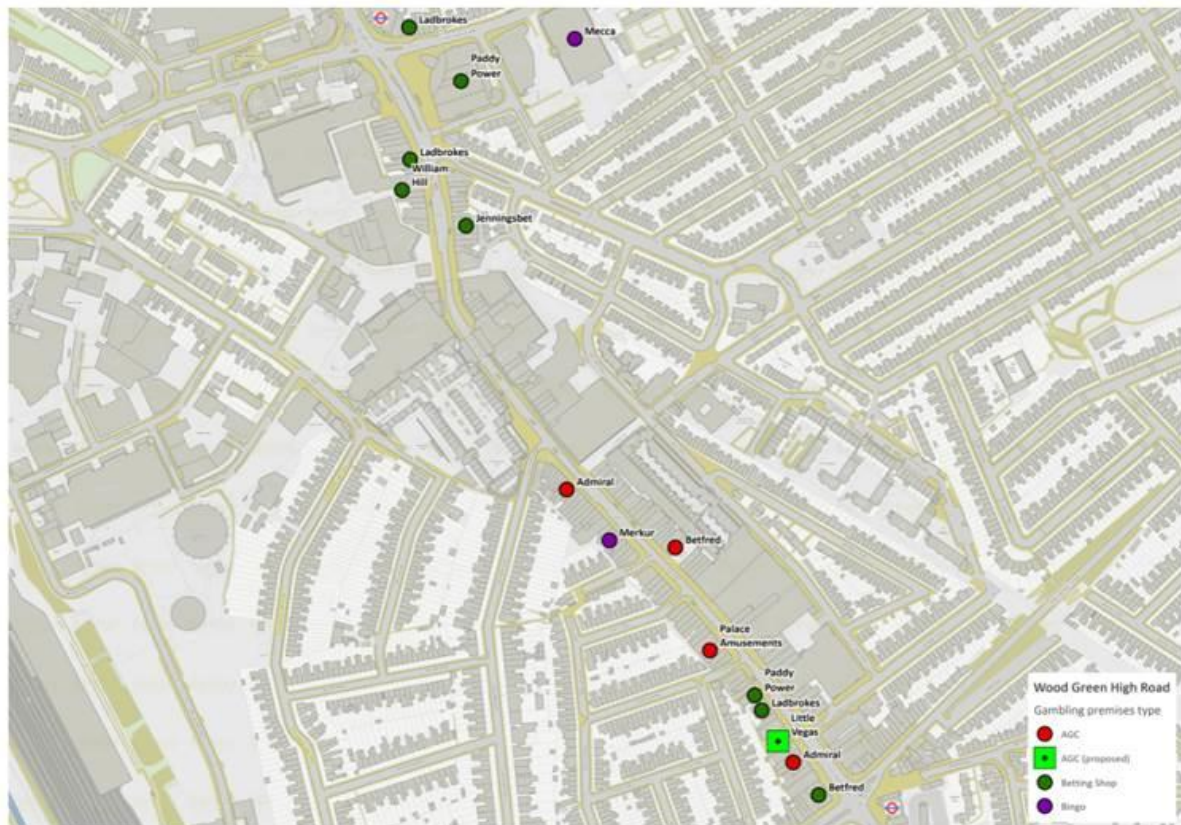 Ladbrokes
Mecca
Paddy
Power
Ladbrokes
William
Hill
Jenningsbet
Admiral
Merkur
Betfred
Palace
Amusements
Paddy
Power
Ladbrokes
Little
Vegas
Admiral
Betfred
Wood Green High Road
Gambling premises type
AGC
AGC (proposed)
Betting Shop
Bingo